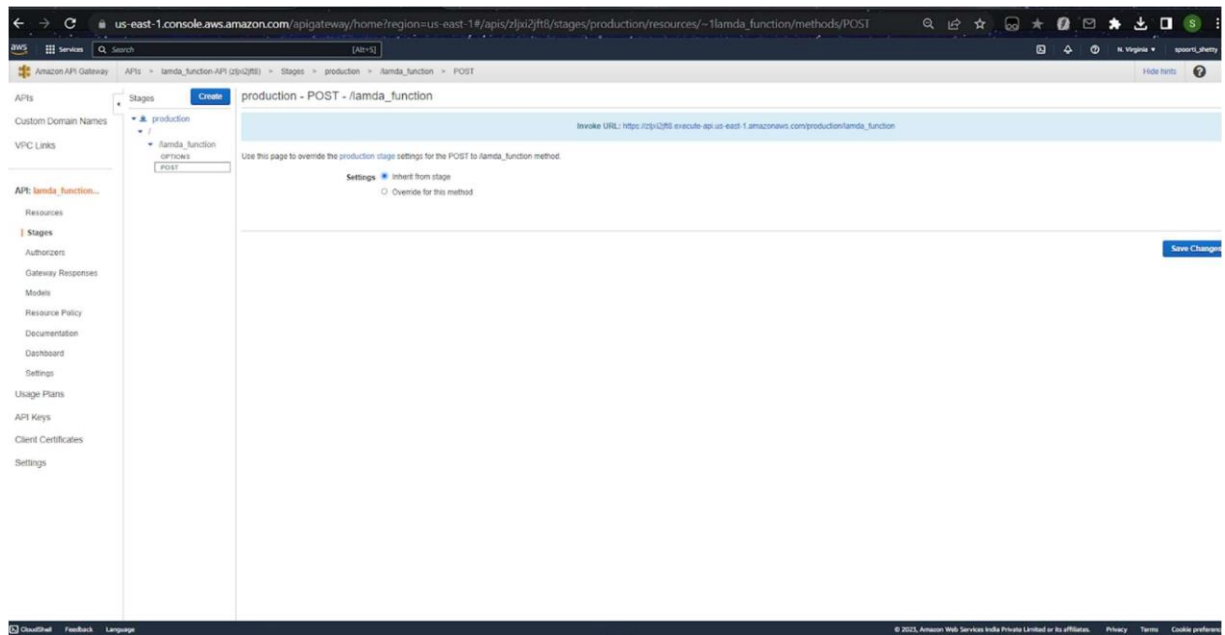 us-east-1.console.aws.amazon.com/apigateway/home?region=us-east-1#/apis/zljxi2jft8/stages/production/resources/~1lamda_function/methods/POST
S
aws Services Search [Alt+S] N. Virginia spoorti_shetty
Amazon API Gateway APIs > lamda_function-API (zljxi2jft8) > Stages > production > /lamda_function > POST Hide hints ?
APIs
Custom Domain Names
VPC Links
API: lamda_function...
Resources
Stages
Authorizers
Gateway Responses
Models
Resource Policy
Documentation
Dashboard
Settings
Usage Plans
API Keys
Client Certificates
Settings
Stages Create
production
/
/lamda_function
OPTIONS
POST
production - POST - /lamda_function
Invoke URL: https://zljxi2jft8.execute-api.us-east-1.amazonaws.com/production/lamda_function
Use this page to override the production stage settings for the POST to /lamda_function method.
Settings Inherit from stage
Override for this method
Save Changes
CloudShell Feedback Language © 2023, Amazon Web Services India Private Limited or its affiliates. Privacy Terms Cookie preferenc